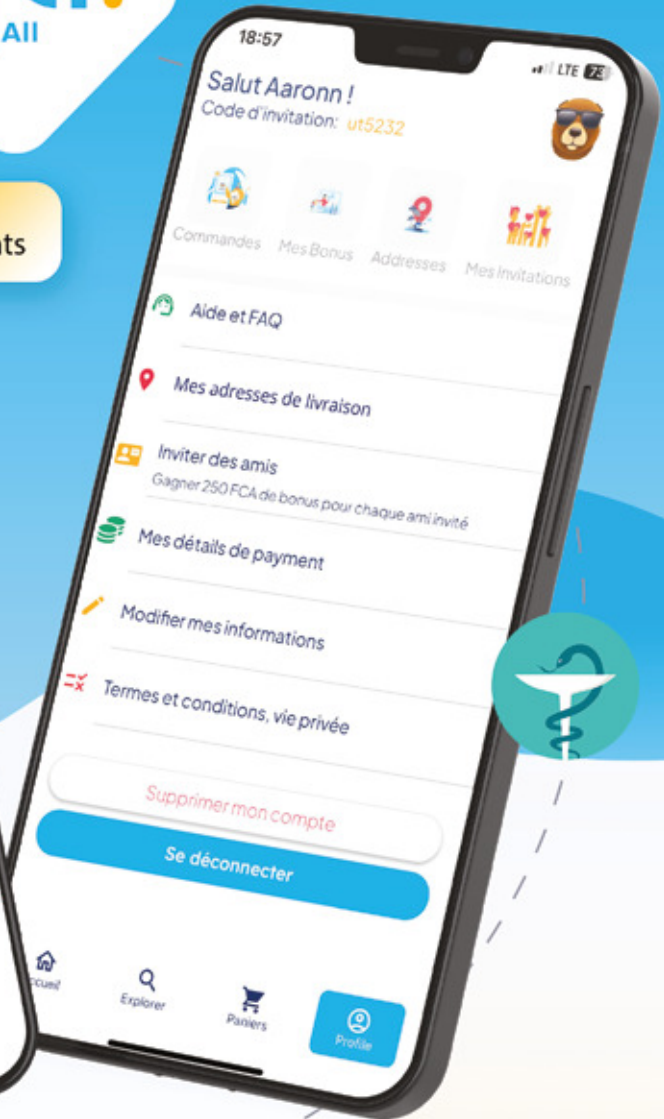 All
18:57
LTE 73
Salut Aaronn !
Code d'invitation: ut5232
Commandes Mes Bonus Addresses Mes Invitations
Aide et FAQ
Mes adresses de livraison
Inviter des amis
Gagner 250 FCA de bonus pour chaque ami invité
Mes détails de payment
Modifier mes informations
Termes et conditions, vie privée
Supprimer mon compte
Se déconnecter
Explorer Paniers Profile